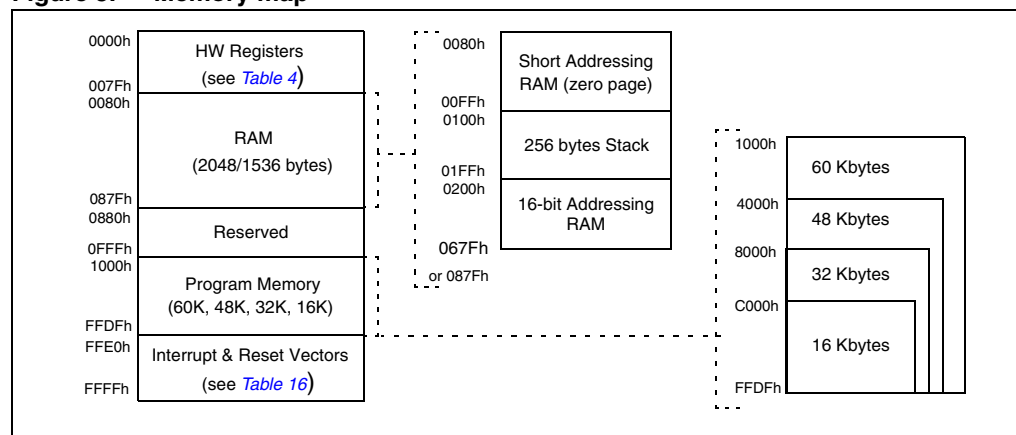 Figure 8. Memory map
0000h
HW Registers
(see Table 4)
007Fh
0080h
RAM
(2048/1536 bytes)
087Fh
0880h
Reserved
0FFFh
1000h
Program Memory
(60K, 48K, 32K, 16K)
FFDFh
FFE0h
Interrupt & Reset Vectors
(see Table 16)
FFFFh
0080h
Short Addressing
RAM (zero page)
00FFh
0100h
256 bytes Stack
01FFh
0200h
16-bit Addressing
RAM
067Fh
or 087Fh
1000h
60 Kbytes
4000h
48 Kbytes
8000h
32 Kbytes
C000h
16 Kbytes
FFDFh